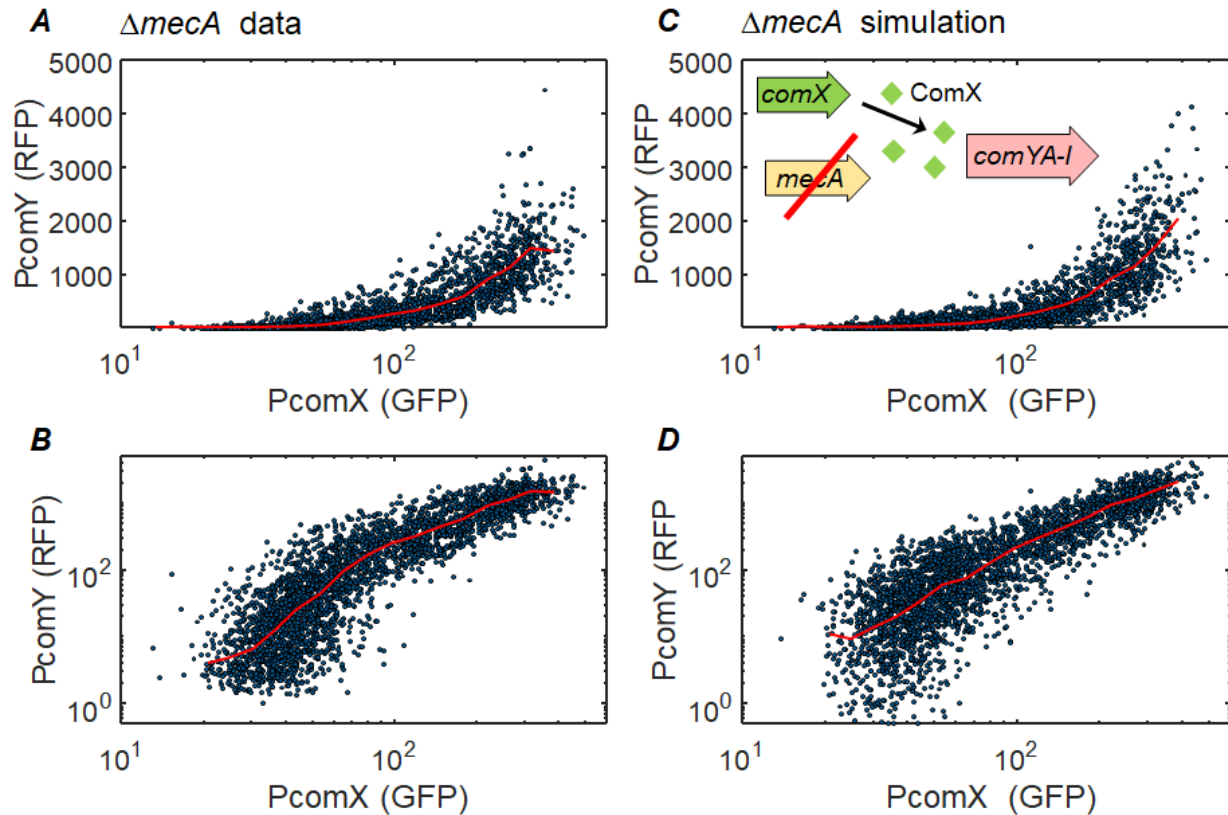 A ΔmecA data
PcomY (RFP)
5000
4000
3000
2000
1000
10^1
10^2
PcomX (GFP)
C ΔmecA simulation
PcomY (RFP)
5000
4000
3000
2000
1000
comX
ComX
mecA
comYA-I
10^1
10^2
PcomX (GFP)
B
PcomY (RFP)
10^2
10^0
10^1
10^2
PcomX (GFP)
D
PcomY (RFP
10^2
10^0
10^1
10^2
PcomX (GFP)